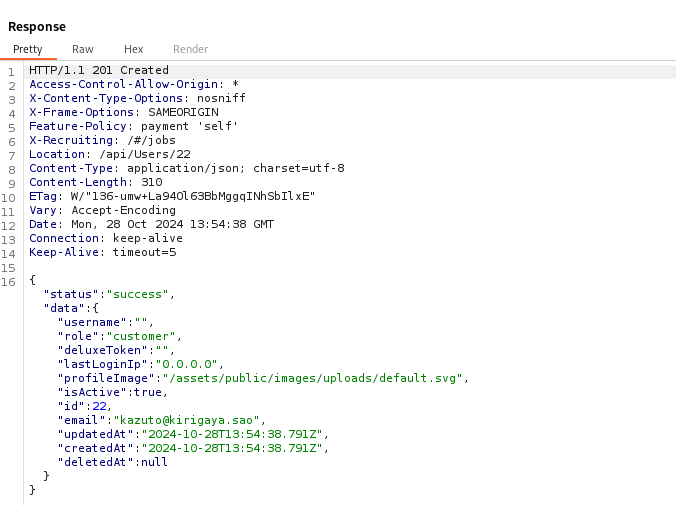 Response
Pretty Raw Hex Render
1 HTTP/1.1 201 Created
2 Access-Control-Allow-Origin: *
3 X-Content-Type-Options: nosniff
4 X-Frame-Options: SAMEORIGIN
5 Feature-Policy: payment 'self'
6 X-Recruiting: /#/jobs
7 Location: /api/Users/22
8 Content-Type: application/json; charset=utf-8
9 Content-Length: 310
10 ETag: W/"136-umw+La94Ol63BbMggqINhSbIlxE"
11 Vary: Accept-Encoding
12 Date: Mon, 28 Oct 2024 13:54:38 GMT
13 Connection: keep-alive
14 Keep-Alive: timeout=5
15
16 {
"status":"success",
"data":{
"username":"",
"role":"customer",
"deluxeToken":"",
"lastLoginIp":"0.0.0.0",
"profileImage":"/assets/public/images/uploads/default.svg",
"isActive":true,
"id":22,
"email":"kazuto@kirigaya.sao",
"updatedAt":"2024-10-28T13:54:38.791Z",
"createdAt":"2024-10-28T13:54:38.791Z",
"deletedAt":null
}
}